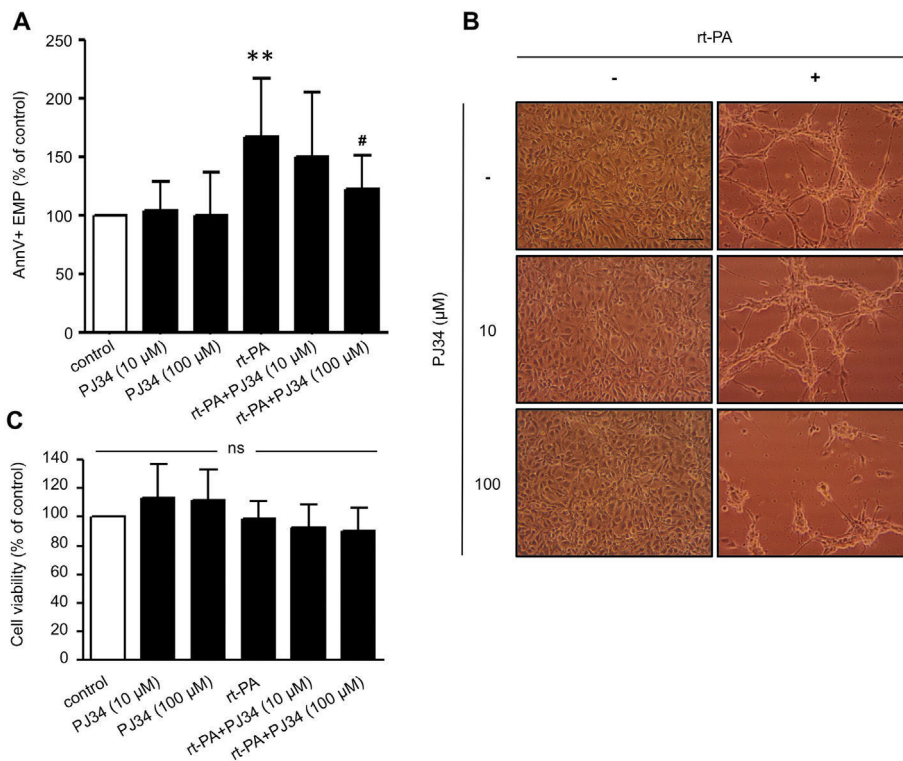 A
AnnV+ EMP (% of control)
250
200
150
100
50
0
**
#
control
PJ34 (10 µM)
PJ34 (100 µM)
rt-PA
rt-PA+PJ34 (10 µM)
rt-PA+PJ34 (100 µM)
B
rt-PA
- +
PJ34 (µM)
-
10
100
C
Cell viability (% of control)
140
120
100
80
60
40
20
0
ns
control
PJ34 (10 µM)
PJ34 (100 µM)
rt-PA
rt-PA+PJ34 (10 µM)
rt-PA+PJ34 (100 µM)